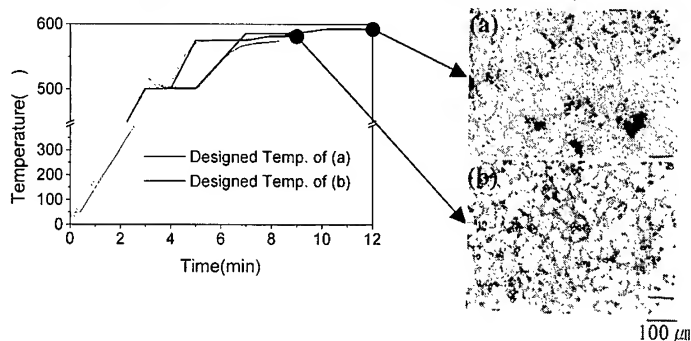 600
500
300
200
100
0
Temperature( )
Designed Temp. of (a)
Designed Temp. of (b)
0
2
4
6
8
10
12
Time(min)
(a)
(b)
100 μm